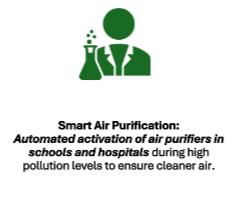 Smart Air Purification:
Automated activation of air purifiers in
schools and hospitals during high
pollution levels to ensure cleaner air.